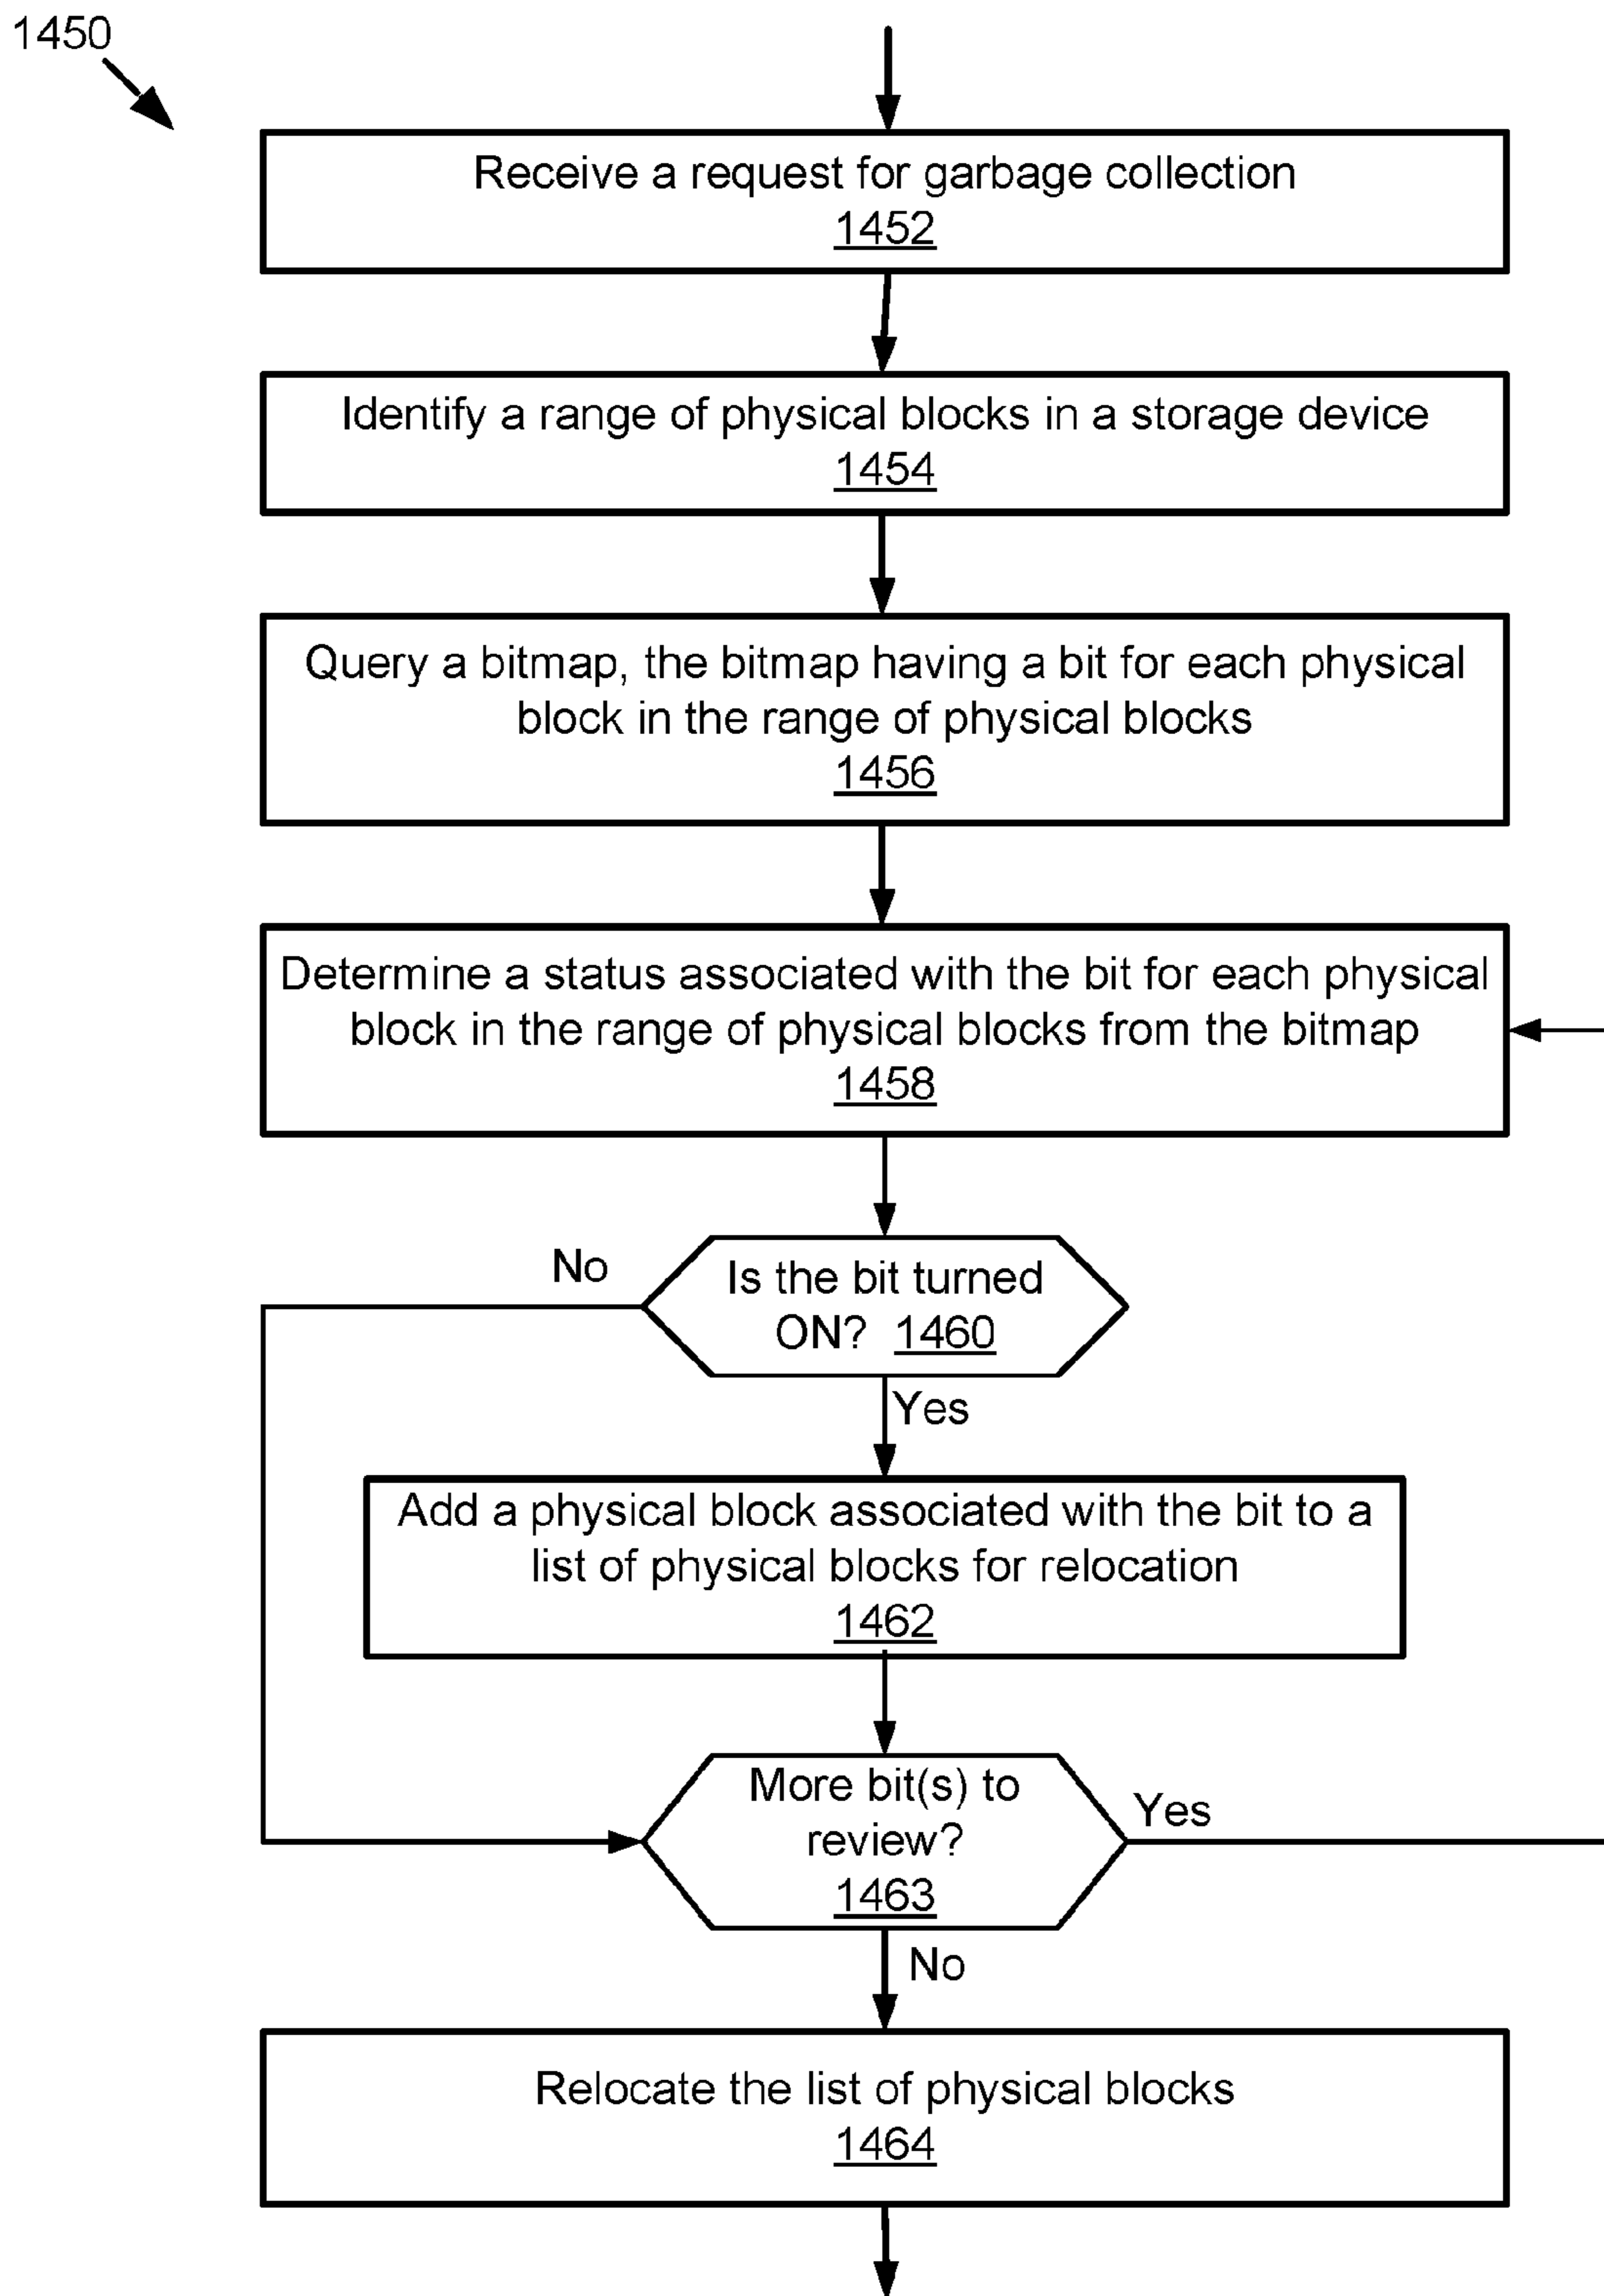 1450
Receive a request for garbage collection
1452
Identify a range of physical blocks in a storage device
1454
Query a bitmap, the bitmap having a bit for each physical
block in the range of physical blocks
1456
Determine a status associated with the bit for each physical
block in the range of physical blocks from the bitmap
1458
No
Is the bit turned
ON? 1460
Yes
Add a physical block associated with the bit to a
list of physical blocks for relocation
1462
More bit(s) to
review?
1463
Yes
No
Relocate the list of physical blocks
1464